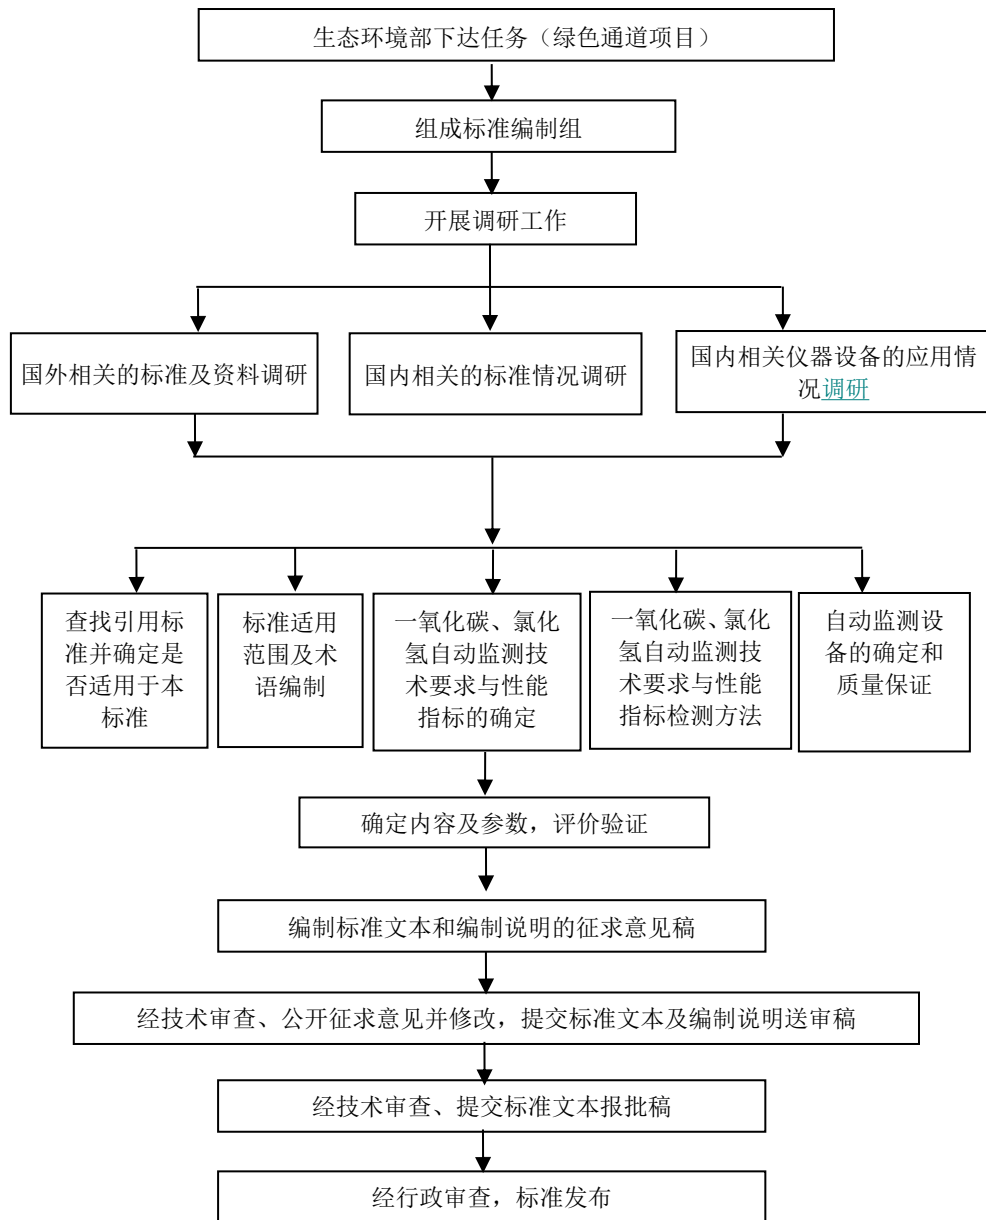 生态环境部下达任务（绿色通道项目）
组成标准编制组
开展调研工作
国外相关的标准及资料调研
国内相关的标准情况调研
国内相关仪器设备的应用情
况调研
查找引用标
准并确定是
否适用于本
标准
标准适用
范围及术
语编制
一氧化碳、氯化
氢自动监测技
术要求与性能
指标的确定
一氧化碳、氯化
氢自动监测技
术要求与性能
指标检测方法
自动监测设
备的确定和
质量保证
确定内容及参数，评价验证
编制标准文本和编制说明的征求意见稿
经技术审查、公开征求意见并修改，提交标准文本及编制说明送审稿
经技术审查、提交标准文本报批稿
经行政审查，标准发布